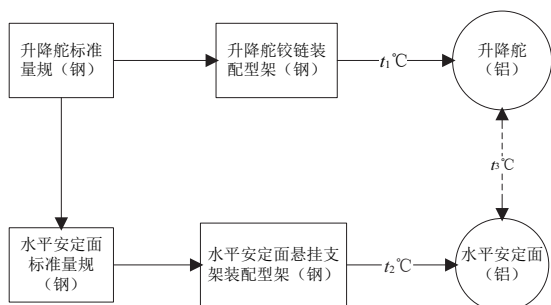 升降舵标准
量规（钢）
升降舵铰链装
配型架（钢）
t₁℃
升降舵
（铝）
t₃℃
水平安定面
标准量规
（钢）
水平安定面悬挂支
架装配型架（钢）
t₂℃
水平安定面
（铝）